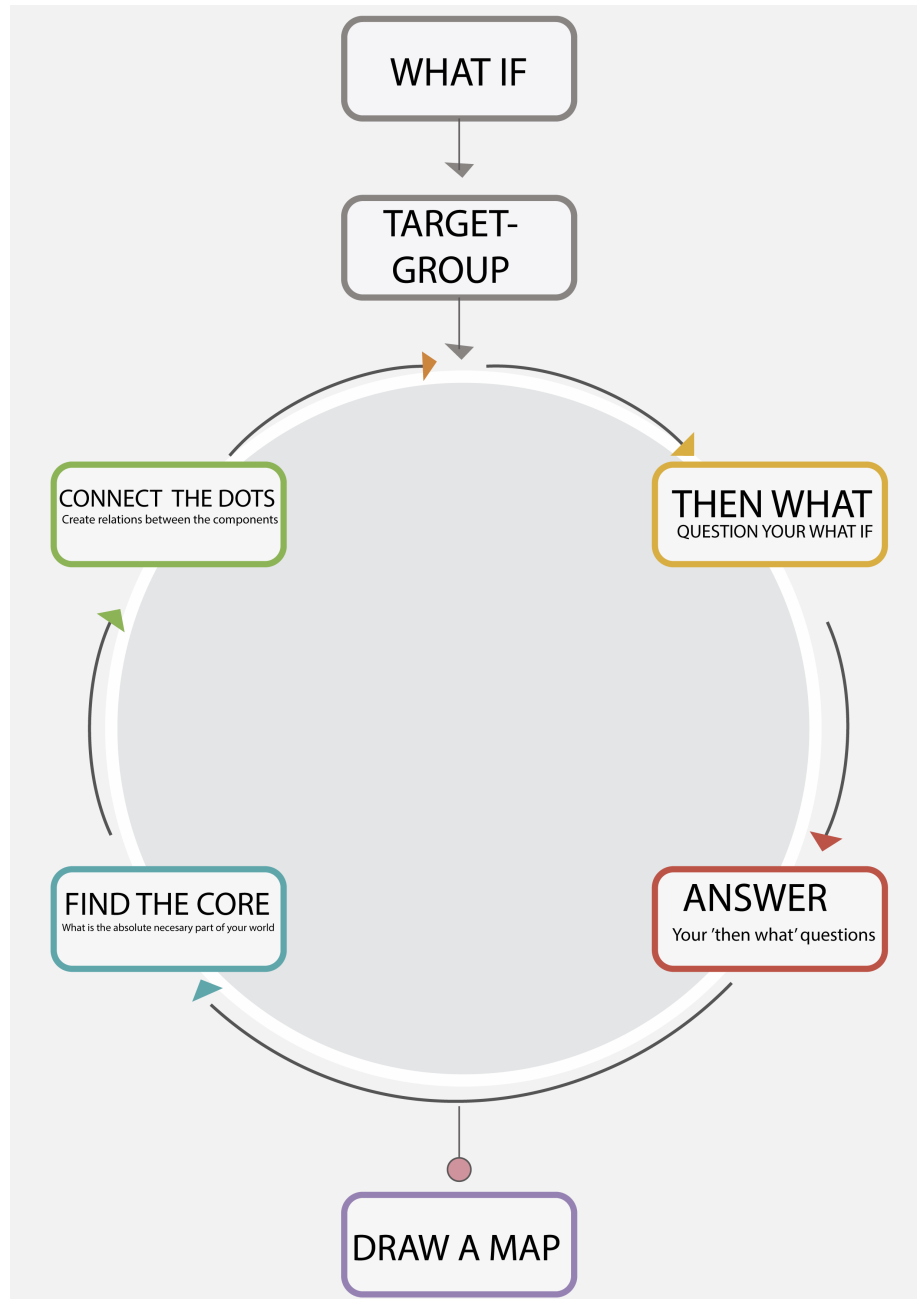 WHAT IF
TARGET-
GROUP
CONNECT THE DOTS
Create relations between the components
THEN WHAT
QUESTION YOUR WHAT IF
FIND THE CORE
What is the absolute necesary part of your world
ANSWER
Your 'then what' questions
DRAW A MAP